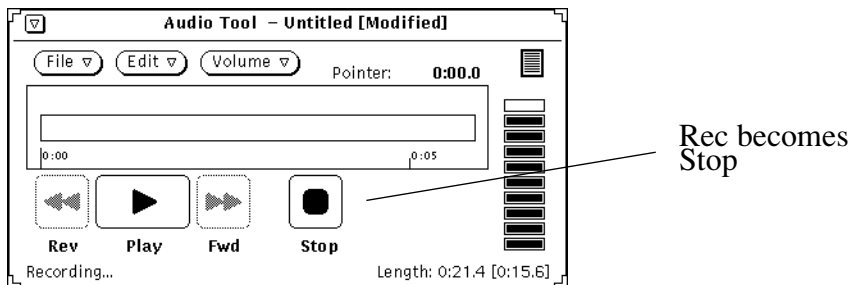 Audio Tool – Untitled [Modified]
File Edit Volume Pointer: 0:00.0
0:00 0:05
Rev Play Fwd Stop
Recording... Length: 0:21.4 [0:15.6]
Rec becomes
Stop